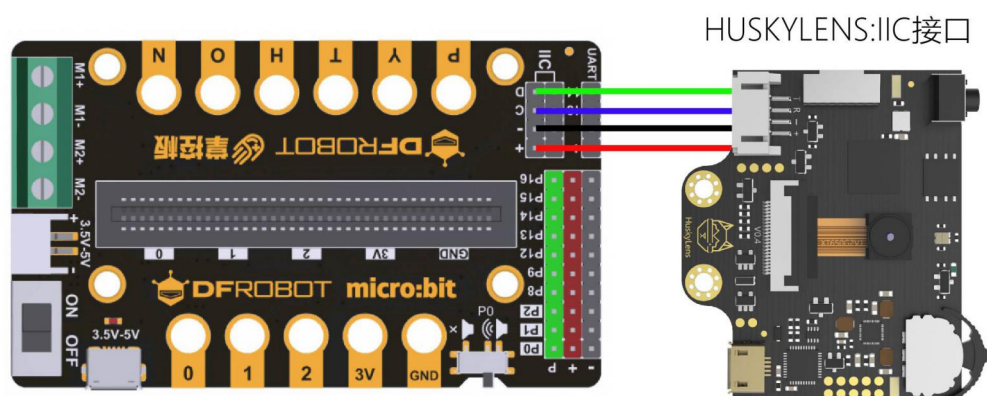 HUSKYLENS:IIC接口
N O H T Y P
IIC
UART
D
C
-
+
M1+
M1-
M2+
M2-
掌控板 DFROBOT
P16
P15
P14
P13
P12
P9
P8
P2
P1
P0
P + -
0 1 2 3V GND
+ 3.5V-5V -
DFROBOT micro:bit
ON
OFF
3.5V-5V
P0
×
0 1 2 3V GND
T
R
-
+
HuskyLens
V0.4